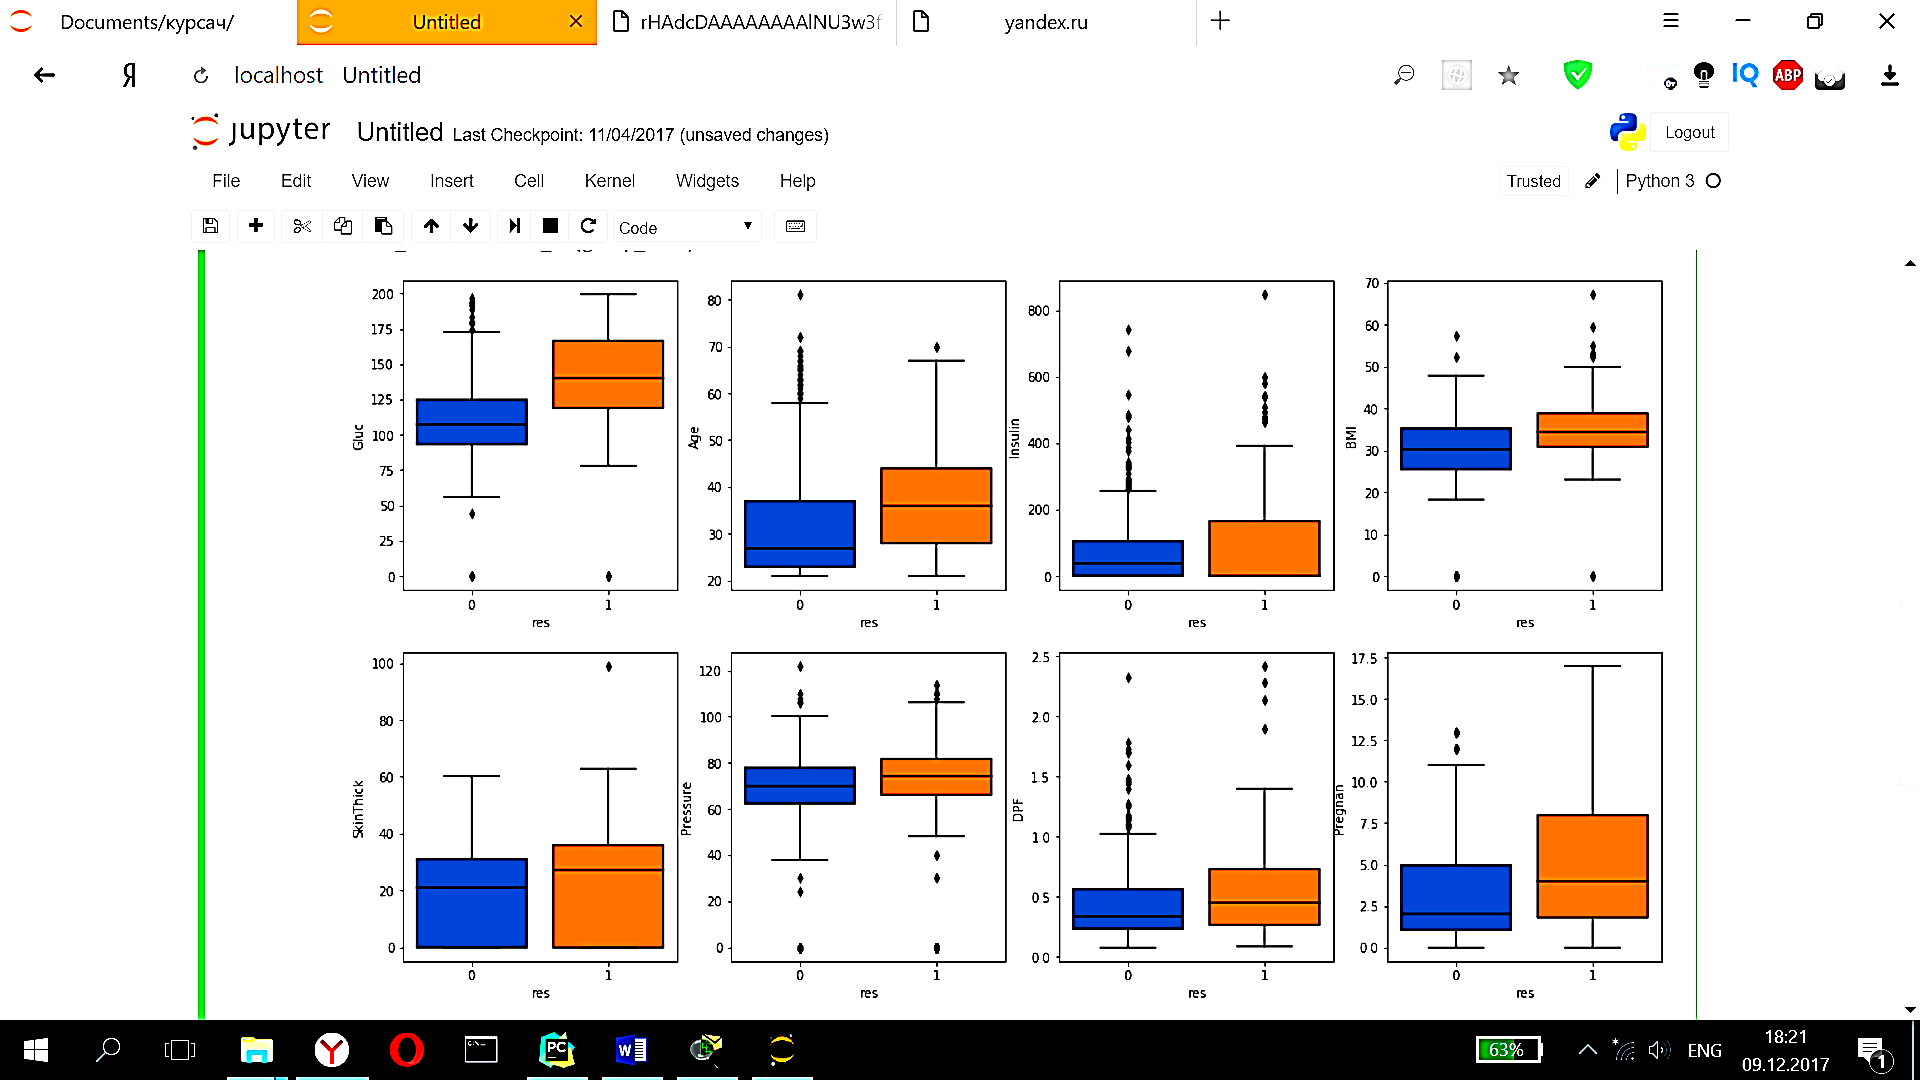 Documents/курсач/ Untitled rHAdcDAAAAAAAAlNU3w3f yandex.ru
Я localhost Untitled IQ ABP
jupyter Untitled Last Checkpoint: 11/04/2017 (unsaved changes) Logout
File Edit View Insert Cell Kernel Widgets Help Trusted Python 3
Code
200
175
150
125
100
75
50
25
0
Gluc
0 1
res
80
70
60
50
40
30
20
Age
0 1
res
800
600
400
200
0
Insulin
0 1
res
70
60
50
40
30
20
10
0
BMI
0 1
res
100
80
60
40
20
0
SkinThick
0 1
res
120
100
80
60
40
20
0
Pressure
0 1
res
2.5
2.0
1.5
1.0
0.5
0.0
DPF
0 1
res
17.5
15.0
12.5
10.0
7.5
5.0
2.5
0.0
Pregnan
0 1
res
PC W 63% ENG 18:21
09.12.2017 1